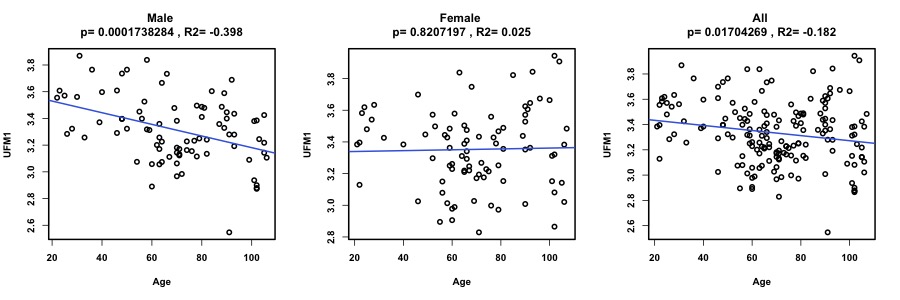 Male
p= 0.0001738284 , R2= -0.398
UFM1
3.8
3.6
3.4
3.2
3.0
2.8
2.6
20 40 60 80 100
Age
Female
p= 0.8207197 , R2= 0.025
UFM1
3.8
3.6
3.4
3.2
3.0
2.8
20 40 60 80 100
Age
All
p= 0.01704269 , R2= -0.182
UFM1
3.8
3.6
3.4
3.2
3.0
2.8
2.6
20 40 60 80 100
Age